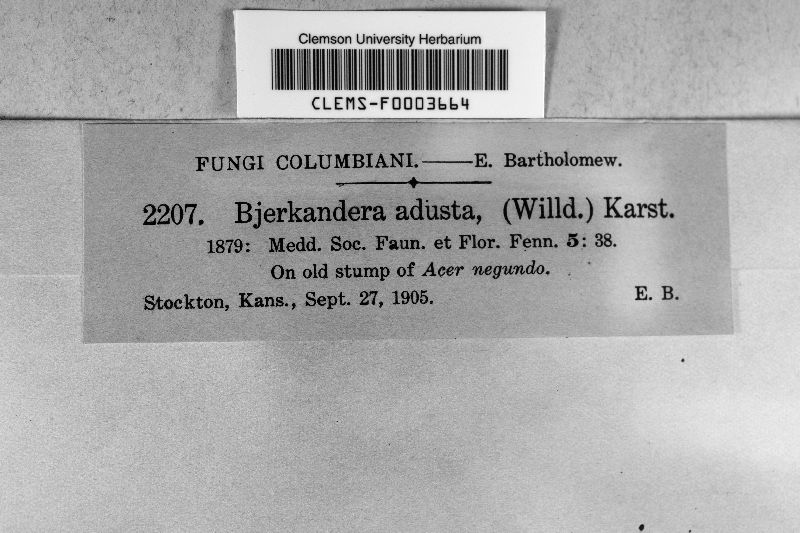 Clemson University Herbarium
CLEMS-F0003664
FUNGI COLUMBIANI.——E. Bartholomew.
2207. Bjerkandera adusta, (Willd.) Karst.
1879: Medd. Soc. Faun. et Flor. Fenn. 5: 38.
On old stump of Acer negundo.
Stockton, Kans., Sept. 27, 1905. E. B.